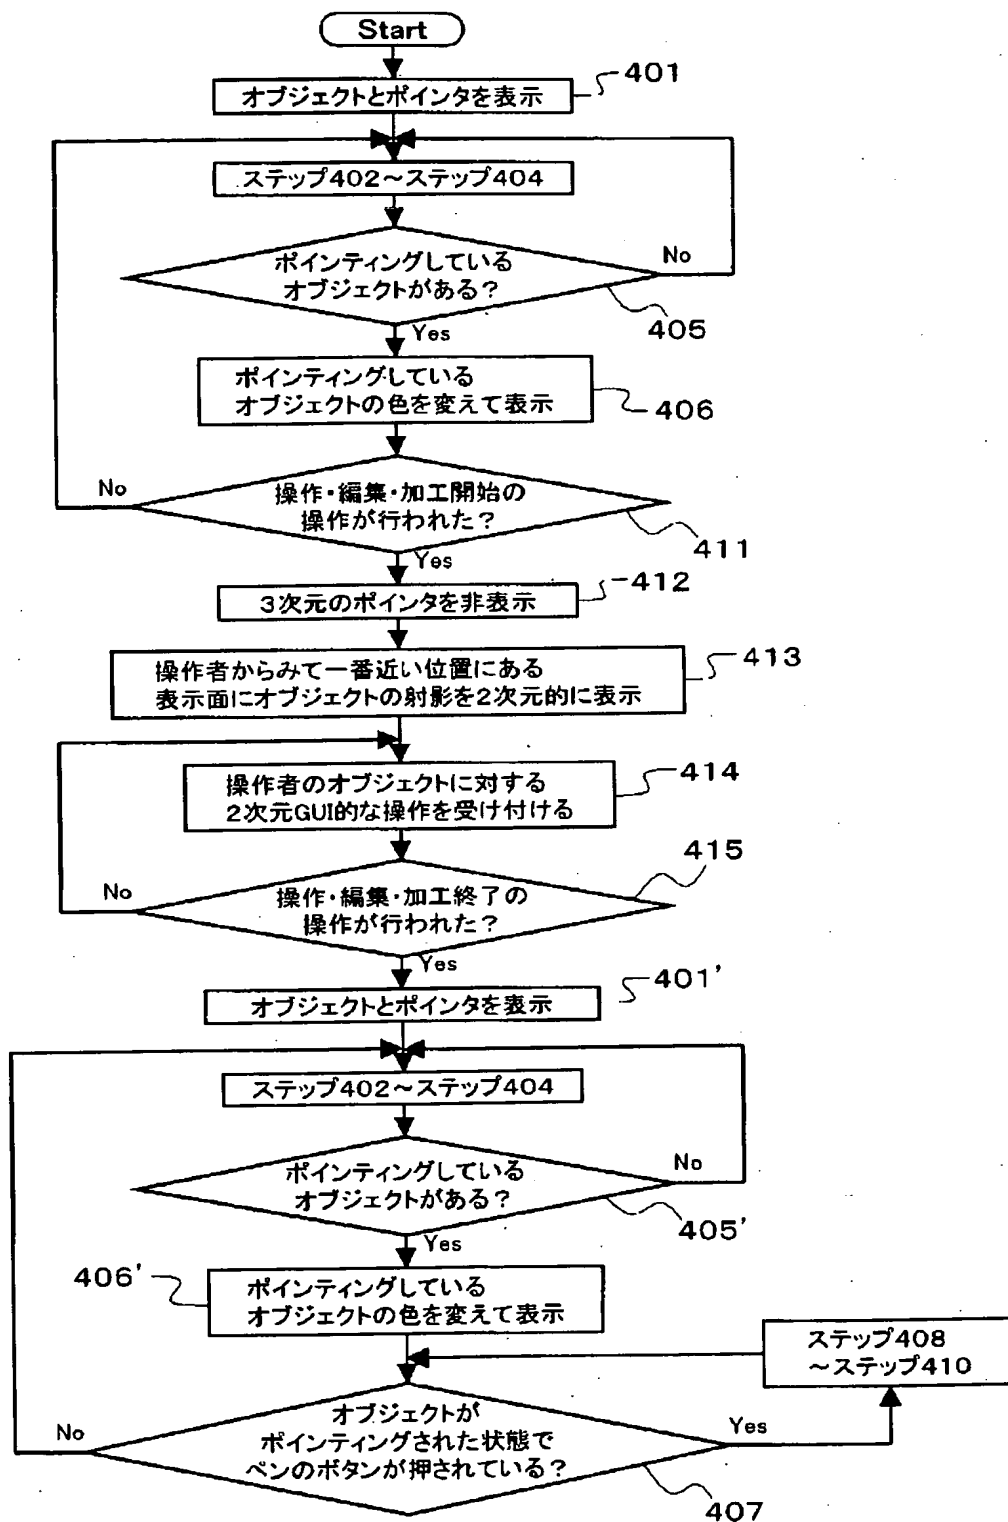 Start
オブジェクトとポインタを表示
401
ステップ402～ステップ404
ポインティングしている
オブジェクトがある？
No
405
Yes
ポインティングしている
オブジェクトの色を変えて表示
406
操作・編集・加工開始の
操作が行われた？
No
411
Yes
412
3次元のポインタを非表示
操作者からみて一番近い位置にある
表示面にオブジェクトの射影を2次元的に表示
413
操作者のオブジェクトに対する
2次元GUI的な操作を受け付ける
414
415
操作・編集・加工終了の
操作が行われた？
No
Yes
401'
オブジェクトとポインタを表示
ステップ402～ステップ404
ポインティングしている
オブジェクトがある？
No
405'
Yes
406'
ポインティングしている
オブジェクトの色を変えて表示
ステップ408
～ステップ410
オブジェクトが
ポインティングされた状態で
ペンのボタンが押されている？
No
Yes
407